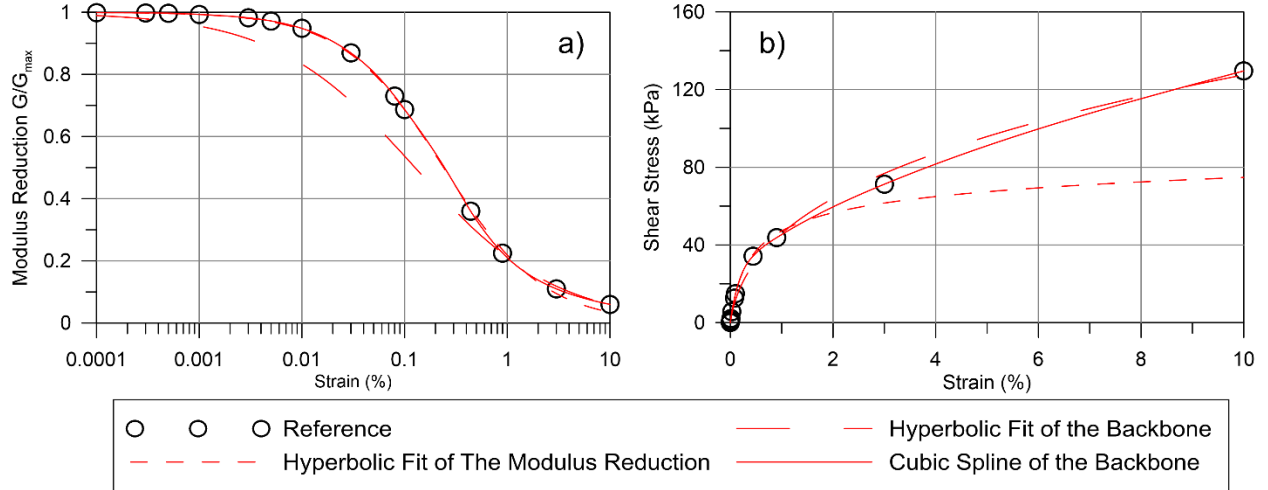 a)
Modulus Reduction G/Gmax
1
0.8
0.6
0.4
0.2
0
0.0001 0.001 0.01 0.1 1 10
Strain (%)
b)
Shear Stress (kPa)
160
120
80
40
0
0 2 4 6 8 10
Strain (%)
Reference
Hyperbolic Fit of the Backbone
Hyperbolic Fit of The Modulus Reduction
Cubic Spline of the Backbone